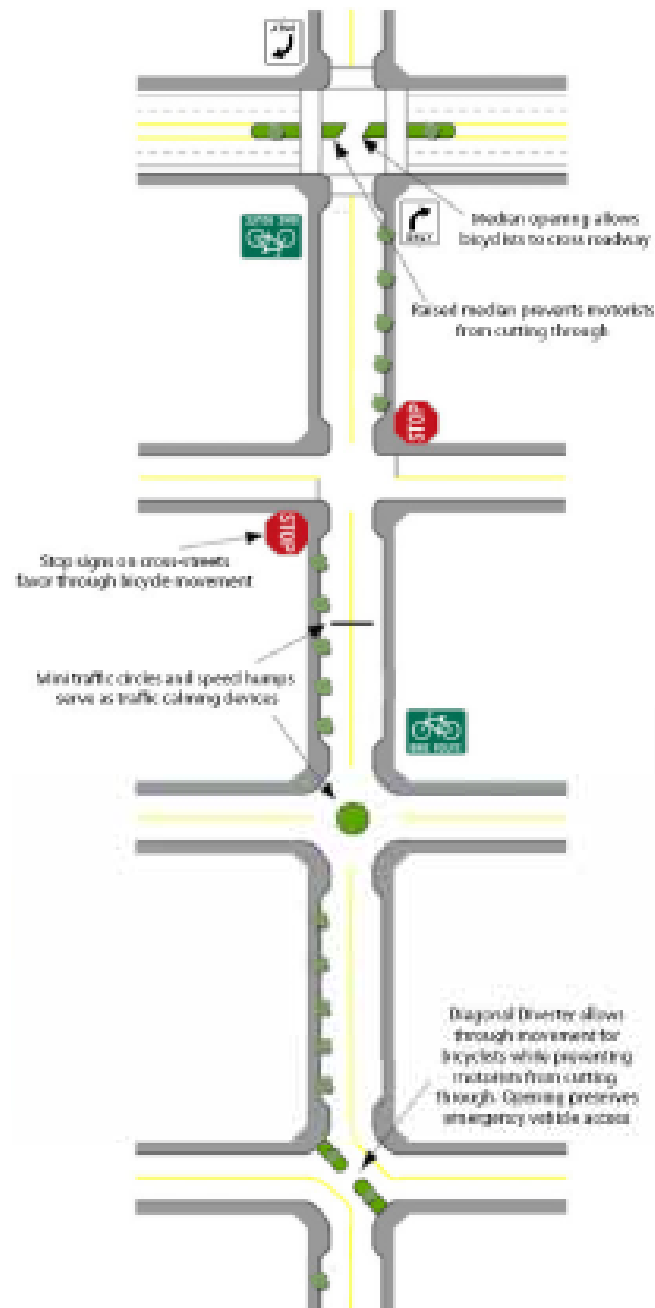 ONLY
Median opening allows
bicyclists to cross roadway
ONLY
Raised median prevents motorists
from cutting through
STOP
STOP
Stop signs on cross-streets
favor through bicycle movement
Mini traffic circles and speed humps
serve as traffic calming devices
BIKE ROUTE
Diagonal Diverter allows
through movement for
bicyclists while preventing
motorists from cutting
through. Opening preserves
emergency vehicle access